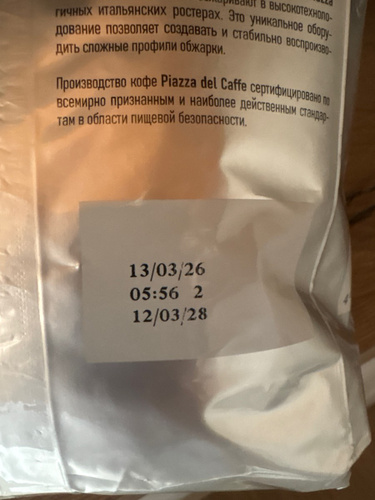 гичных итальянских ростерах. Это уникальное обору-
дование позволяет создавать и стабильно воспроизво-
дить сложные профили обжарки.
Производство кофе Piazza del Caffe сертифицировано по
всемирно признанным и наиболее действенным стандар-
там в области пищевой безопасности.
13/03/26
05:56 2
12/03/28